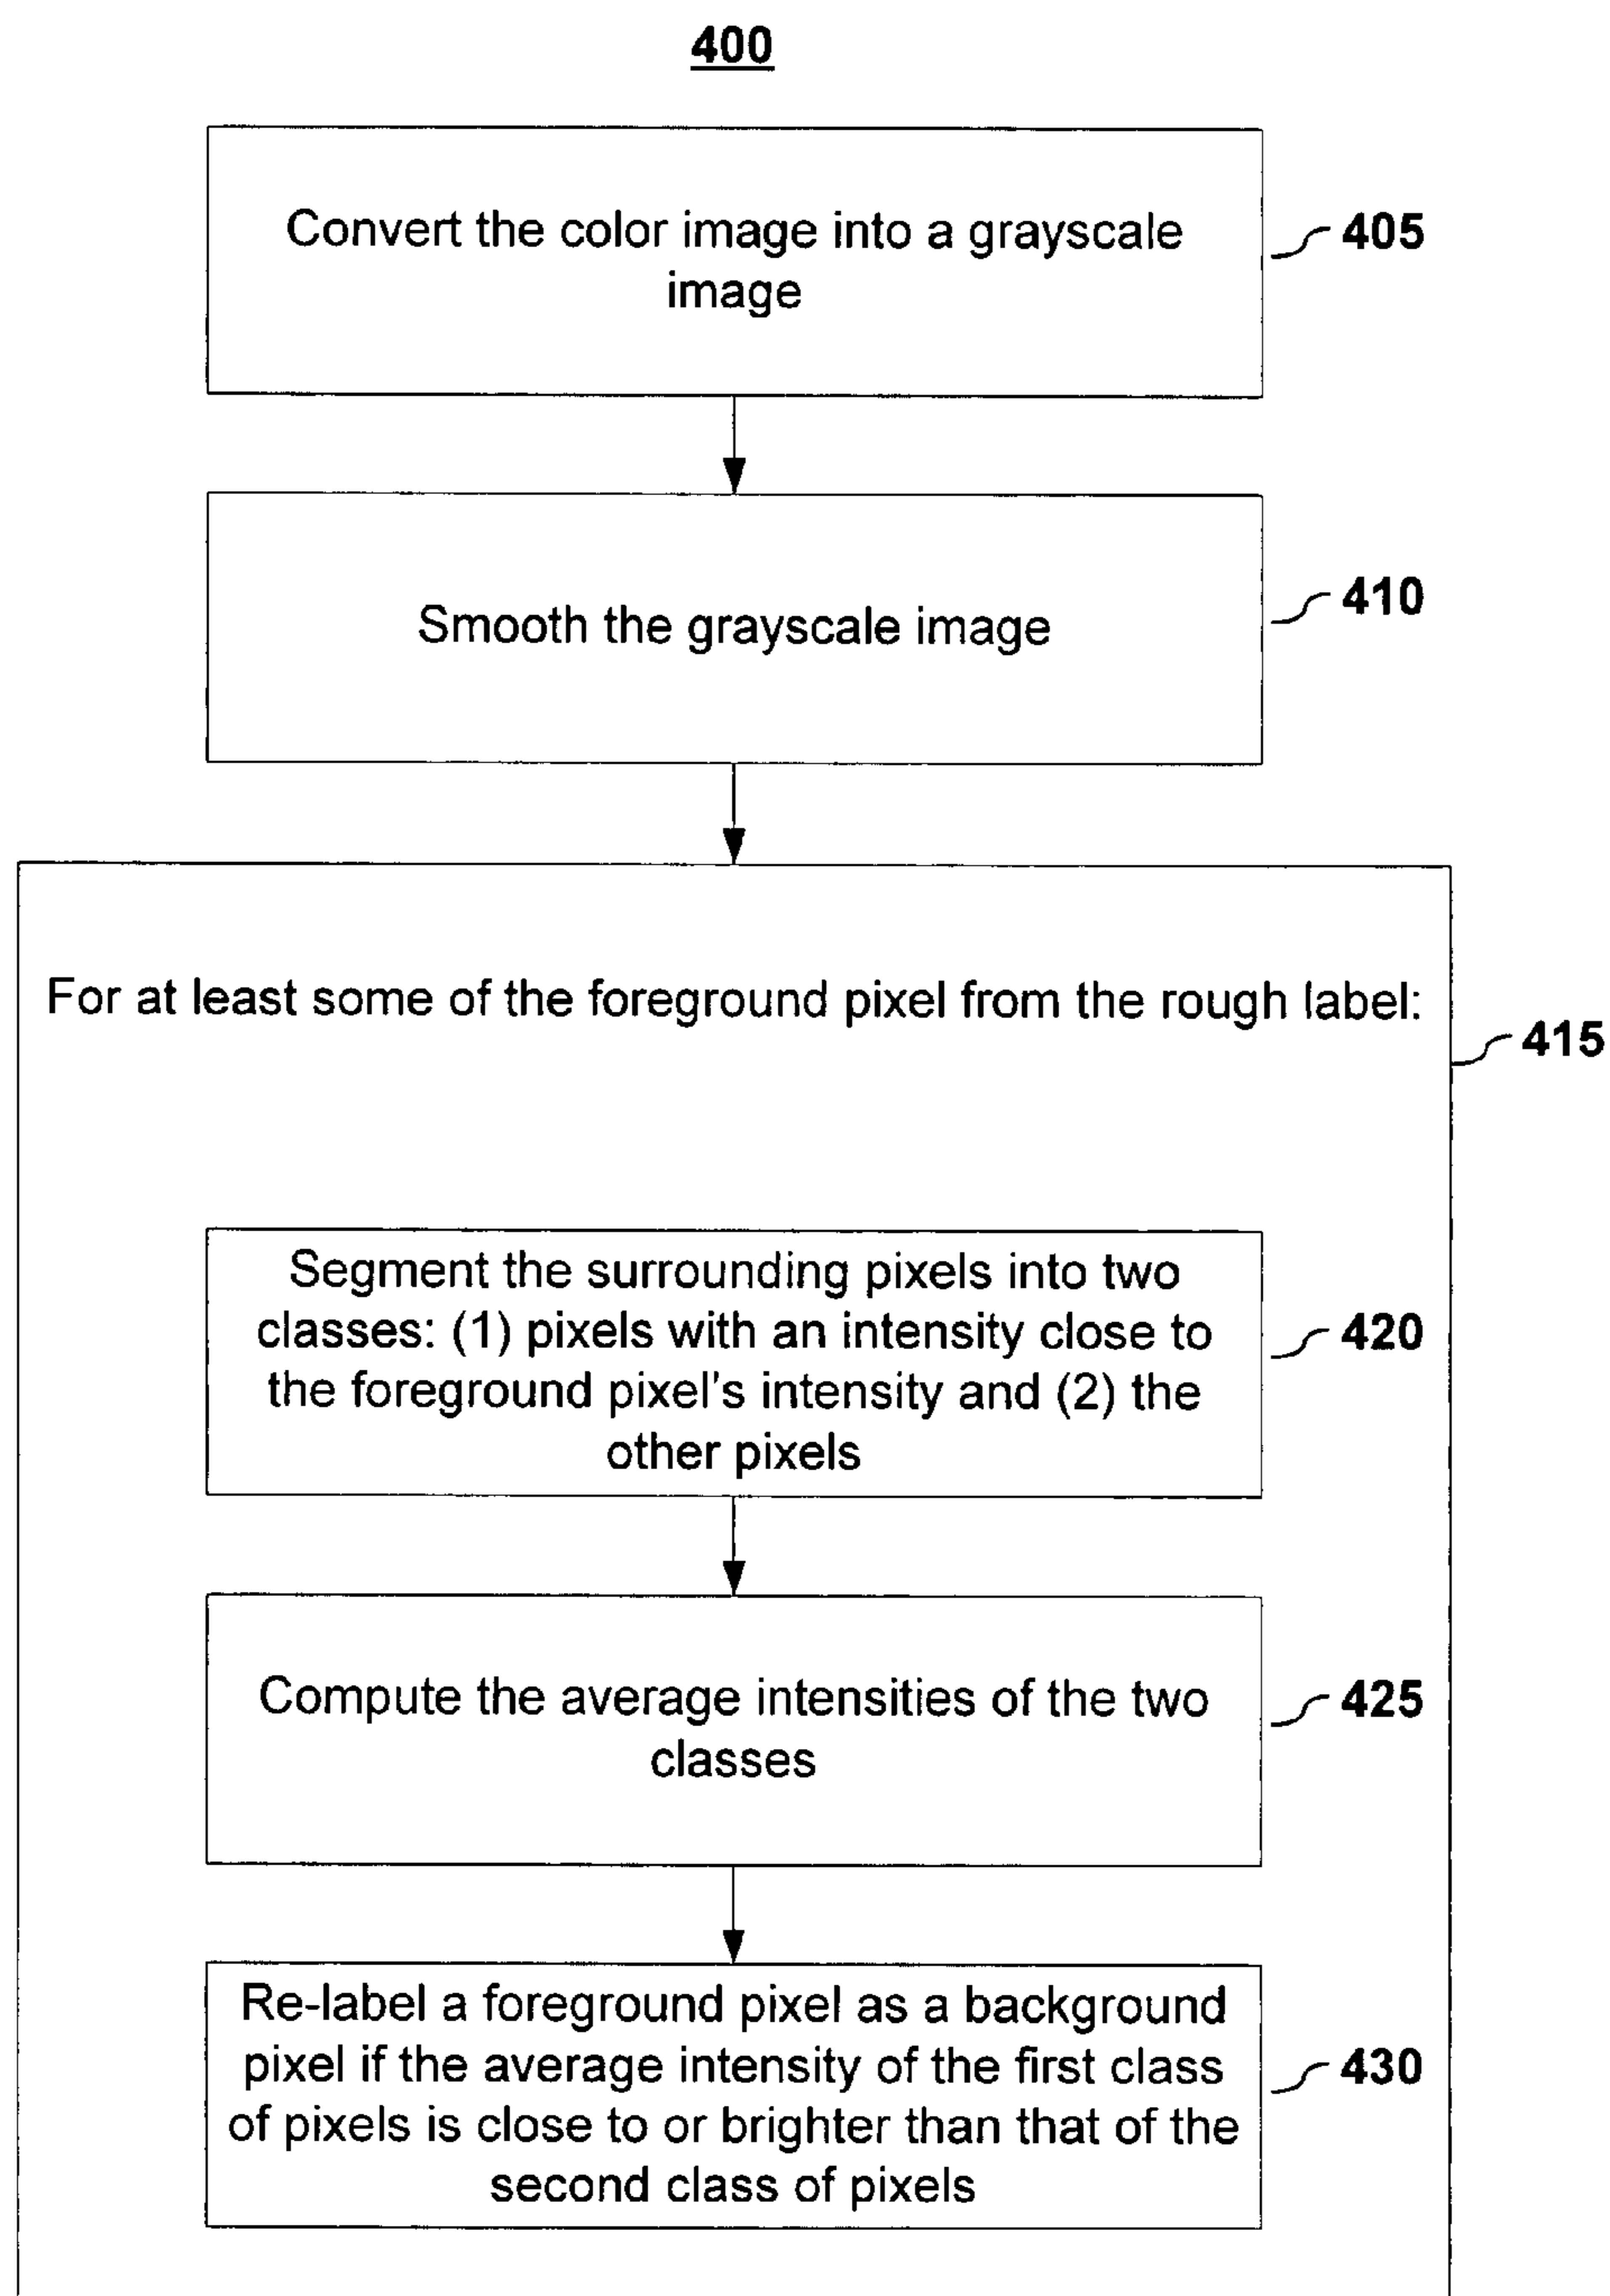 400
Convert the color image into a grayscale
image
405
Smooth the grayscale image
410
For at least some of the foreground pixel from the rough label:
415
Segment the surrounding pixels into two
classes: (1) pixels with an intensity close to
the foreground pixel's intensity and (2) the
other pixels
420
Compute the average intensities of the two
classes
425
Re-label a foreground pixel as a background
pixel if the average intensity of the first class
of pixels is close to or brighter than that of the
second class of pixels
430